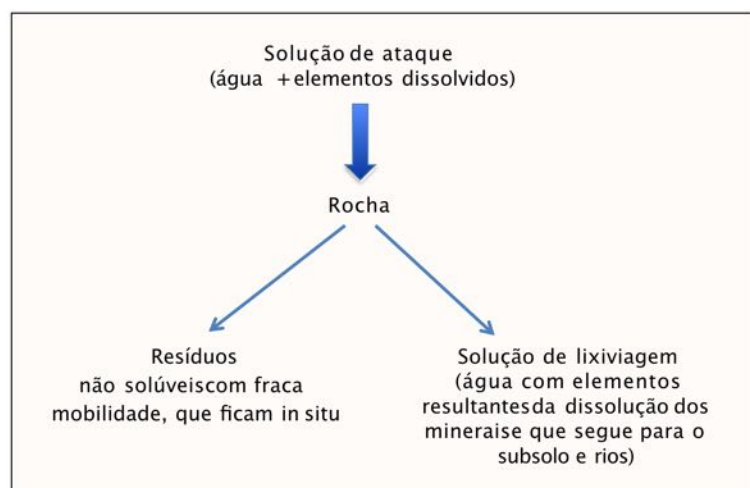 Solução de ataque
(água + elementos dissolvidos)
Rocha
Resíduos
não solúveiscom fraca
mobilidade, que ficam in situ
Solução de lixiviagem
(água com elementos
resultantesda dissolução dos
mineraise que segue para o
subsolo e rios)